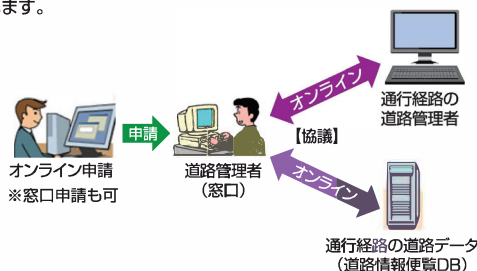 ます。
オンライン
通行経路の
道路管理者
申請
【協議】
オンライン申請
※窓口申請も可
道路管理者
（窓口）
オンライン
通行経路の道路データ
（道路情報便覧DB）